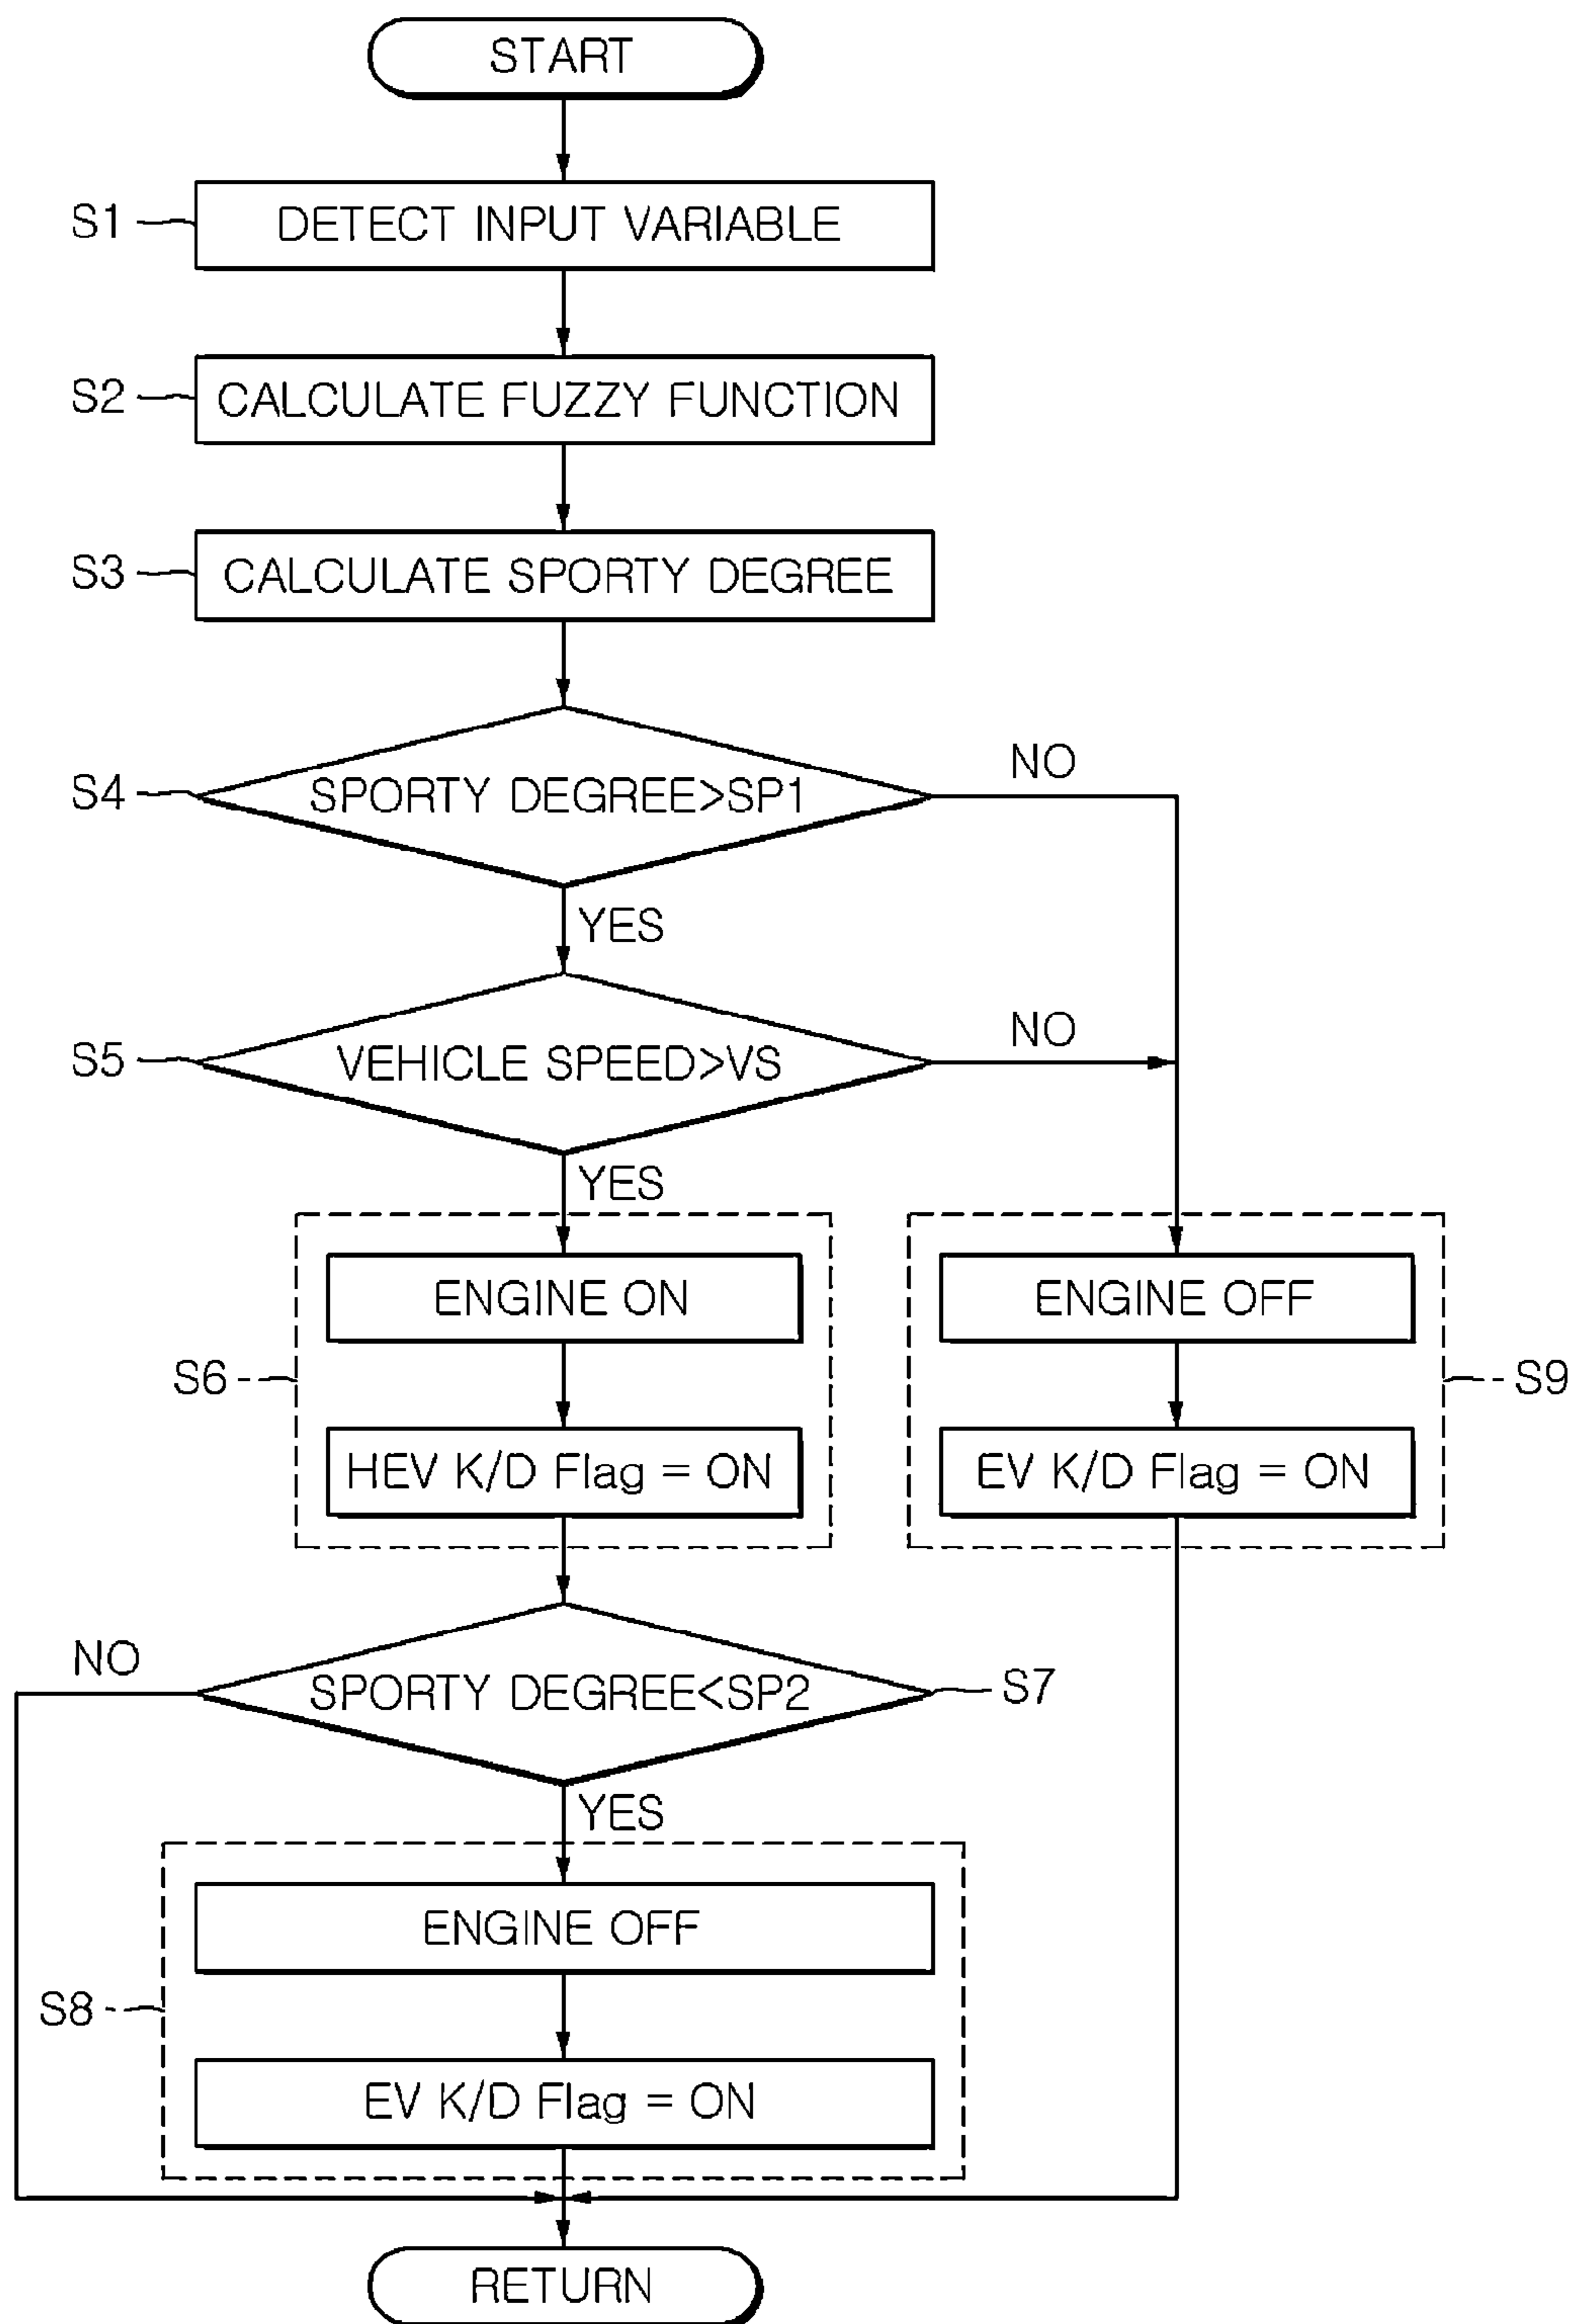 START
S1
DETECT INPUT VARIABLE
S2
CALCULATE FUZZY FUNCTION
S3
CALCULATE SPORTY DEGREE
S4
SPORTY DEGREE>SP1
NO
YES
S5
VEHICLE SPEED>VS
NO
YES
ENGINE ON
ENGINE OFF
S6
S9
HEV K/D Flag = ON
EV K/D Flag = ON
NO
SPORTY DEGREE<SP2
S7
YES
ENGINE OFF
S8
EV K/D Flag = ON
RETURN